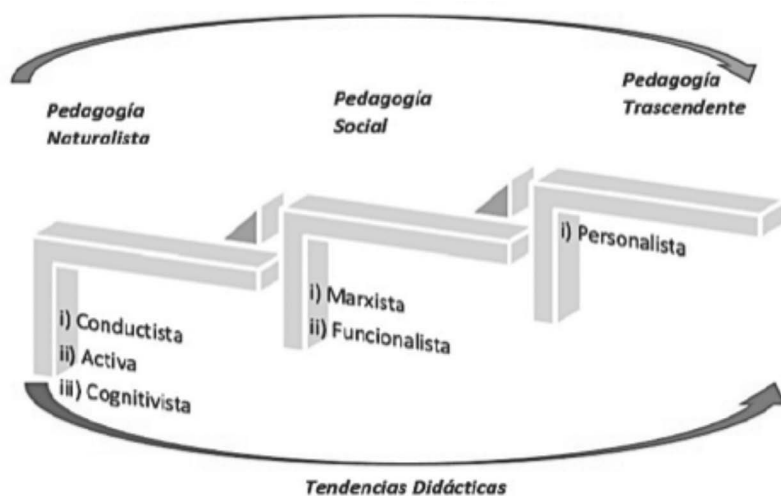 Pedagogía
Naturalista
Pedagogía
Social
Pedagogía
Trascendente
i) Conductista
ii) Activa
iii) Cognitivista
i) Marxista
ii) Funcionalista
i) Personalista
Tendencias Didácticas